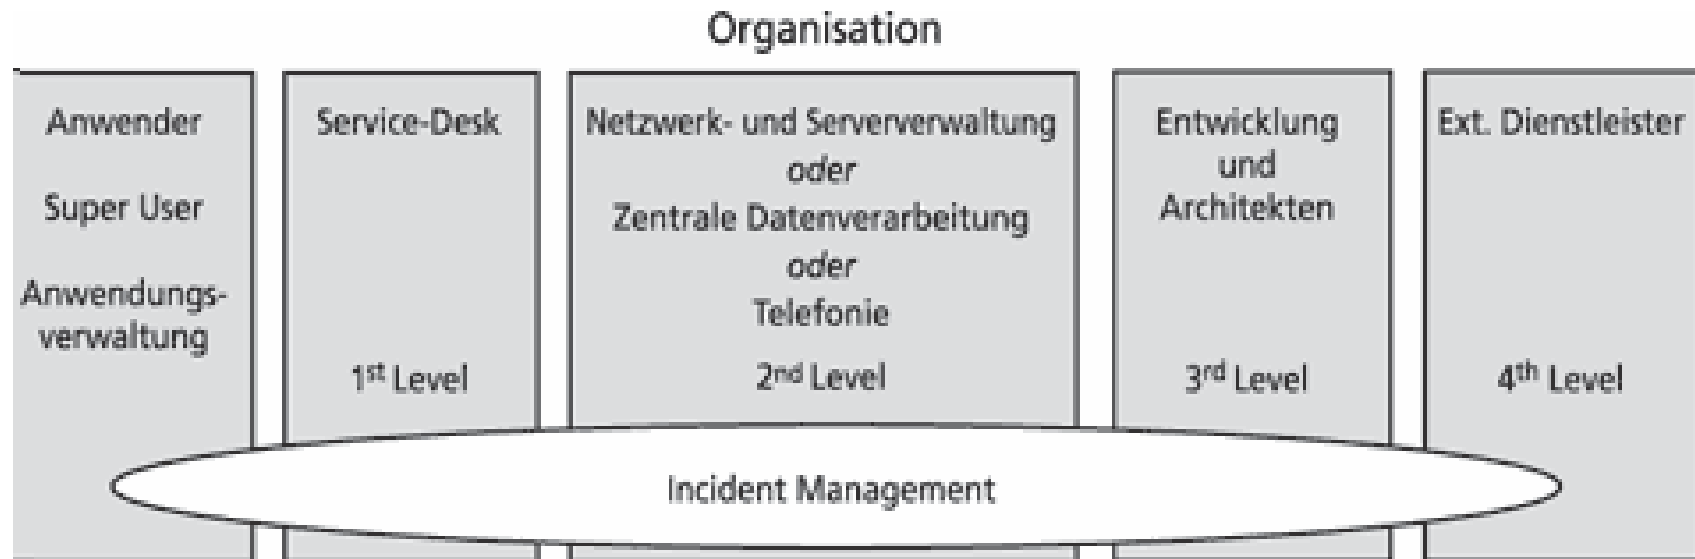 Organisation
Anwender
Super User
Anwendungs-
verwaltung
Service-Desk
1st Level
Netzwerk- und Serververwaltung
oder
Zentrale Datenverarbeitung
oder
Telefonie
2nd Level
Entwicklung
und
Architekten
3rd Level
Ext. Dienstleister
4th Level
Incident Management